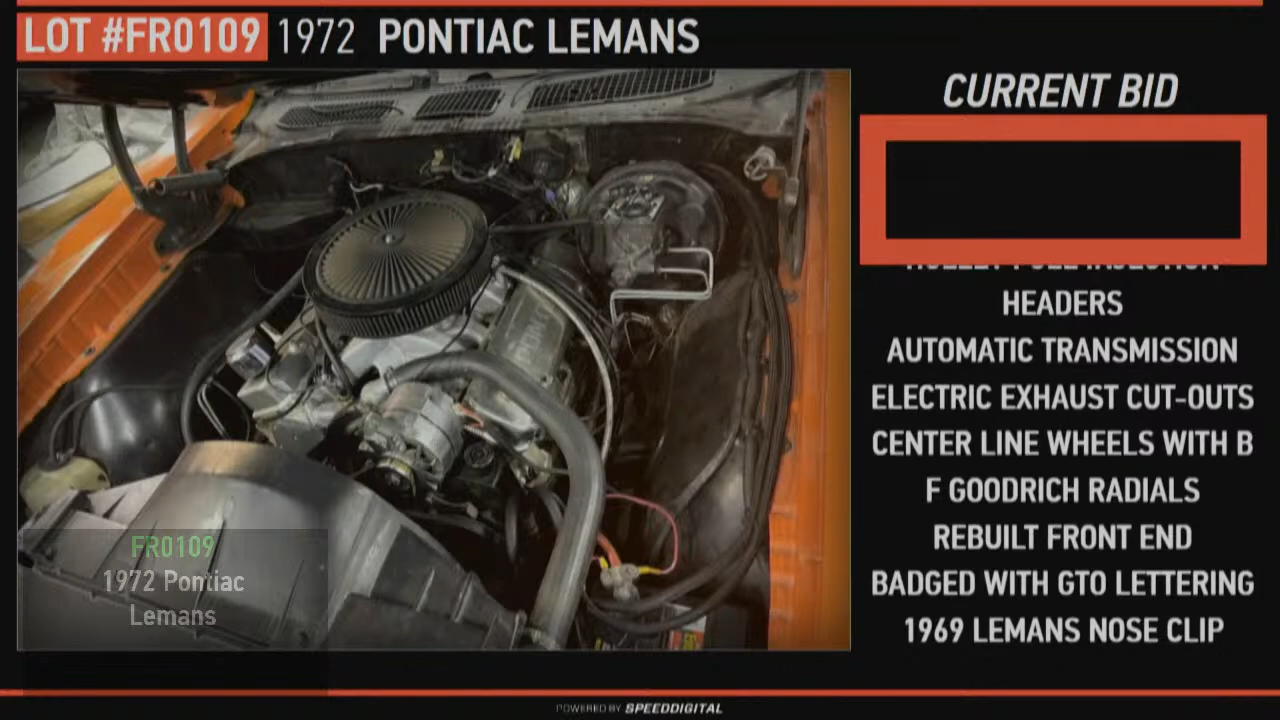 LOT #FR0109 1972 PONTIAC LEMANS
CURRENT BID
HEADERS
AUTOMATIC TRANSMISSION
ELECTRIC EXHAUST CUT-OUTS
CENTER LINE WHEELS WITH B
F GOODRICH RADIALS
REBUILT FRONT END
BADGED WITH GTO LETTERING
1969 LEMANS NOSE CLIP
FR0109
1972 Pontiac
Lemans
POWERED BY SPEEDDIGITAL